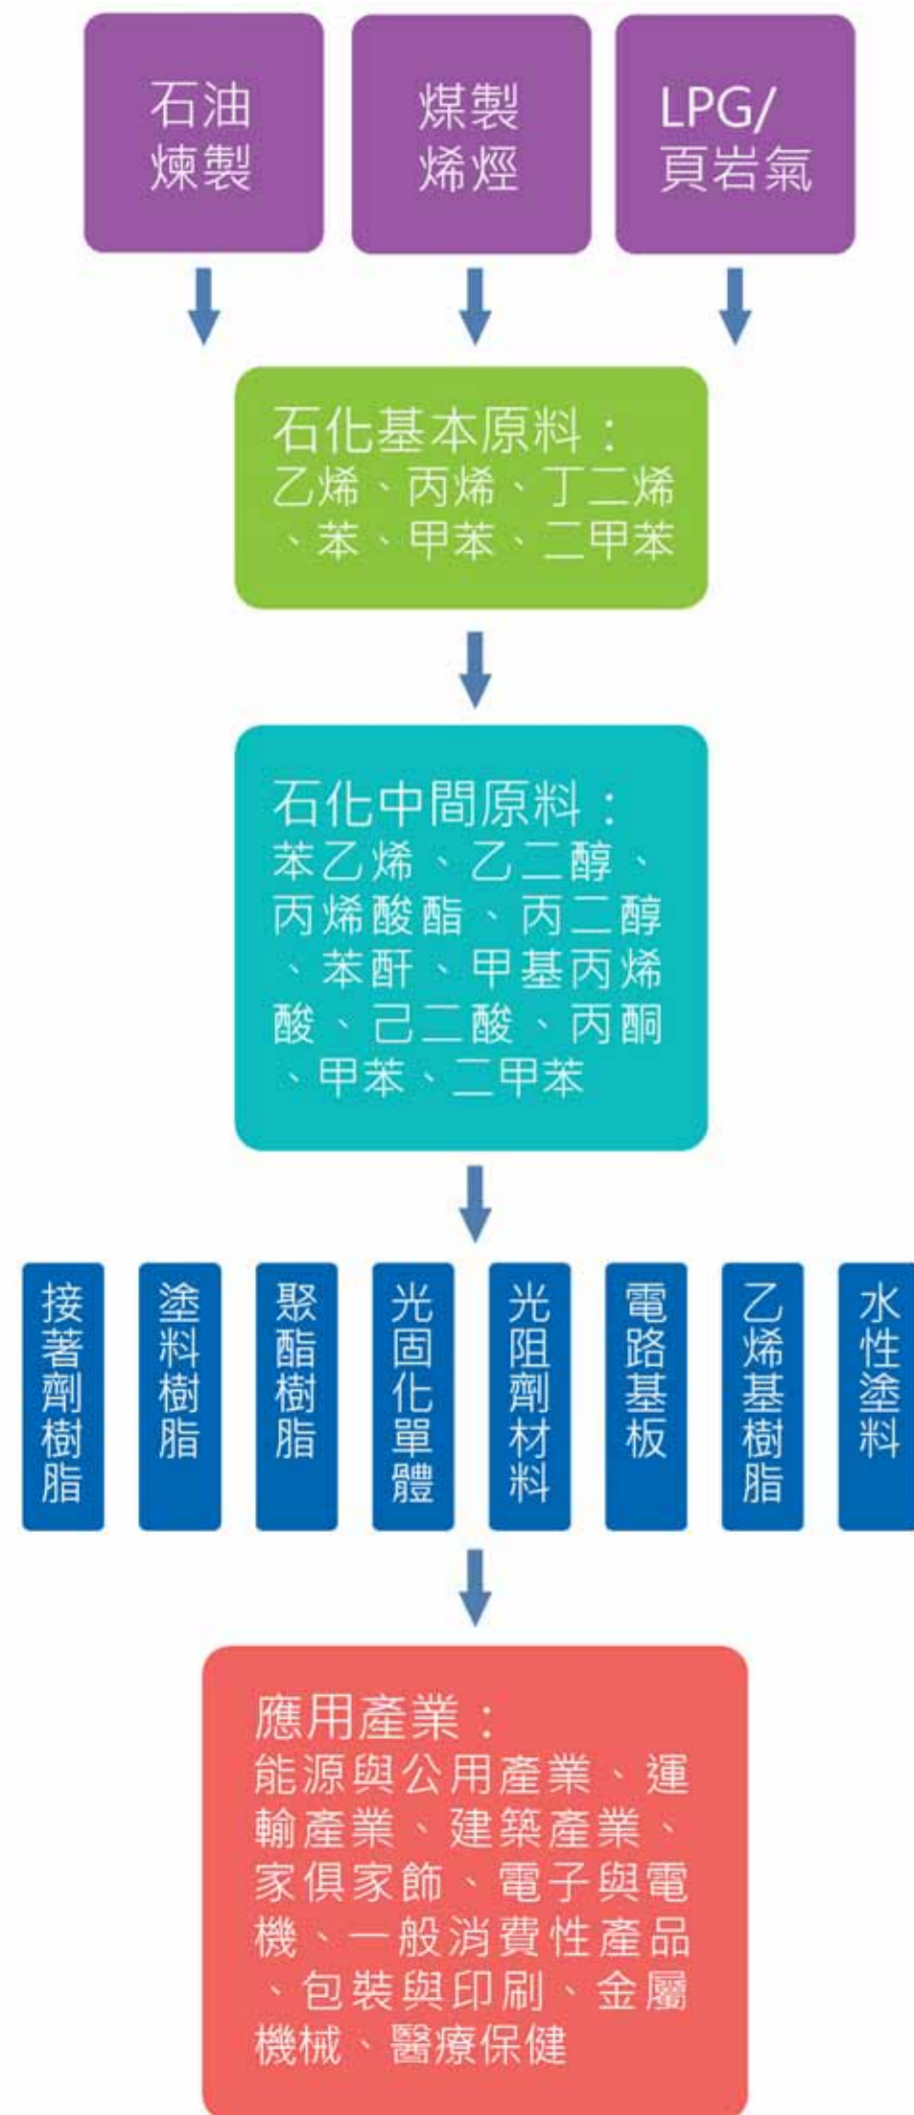 石油
煉製
煤製
烯烴
LPG/
頁岩氣
石化基本原料：
乙烯、丙烯、丁二烯
、苯、甲苯、二甲苯
石化中間原料：
苯乙烯、乙二醇、
丙烯酸酯、丙二醇
、苯酐、甲基丙烯
酸、己二酸、丙酮
、甲苯、二甲苯
接著劑樹脂
塗料樹脂
聚酯樹脂
光固化單體
光阻劑材料
電路基板
乙烯基樹脂
水性塗料
應用產業：
能源與公用產業、運
輸產業、建築產業、
家俱家飾、電子與電
機、一般消費性產品
、包裝與印刷、金屬
機械、醫療保健